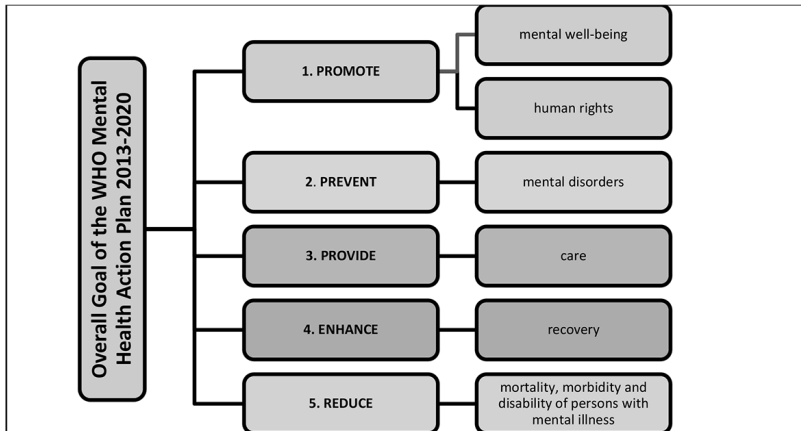 Overall Goal of the WHO Mental
Health Action Plan 2013-2020
1. PROMOTE
mental well-being
human rights
2. PREVENT
mental disorders
3. PROVIDE
care
4. ENHANCE
recovery
5. REDUCE
mortality, morbidity and
disability of persons with
mental illness